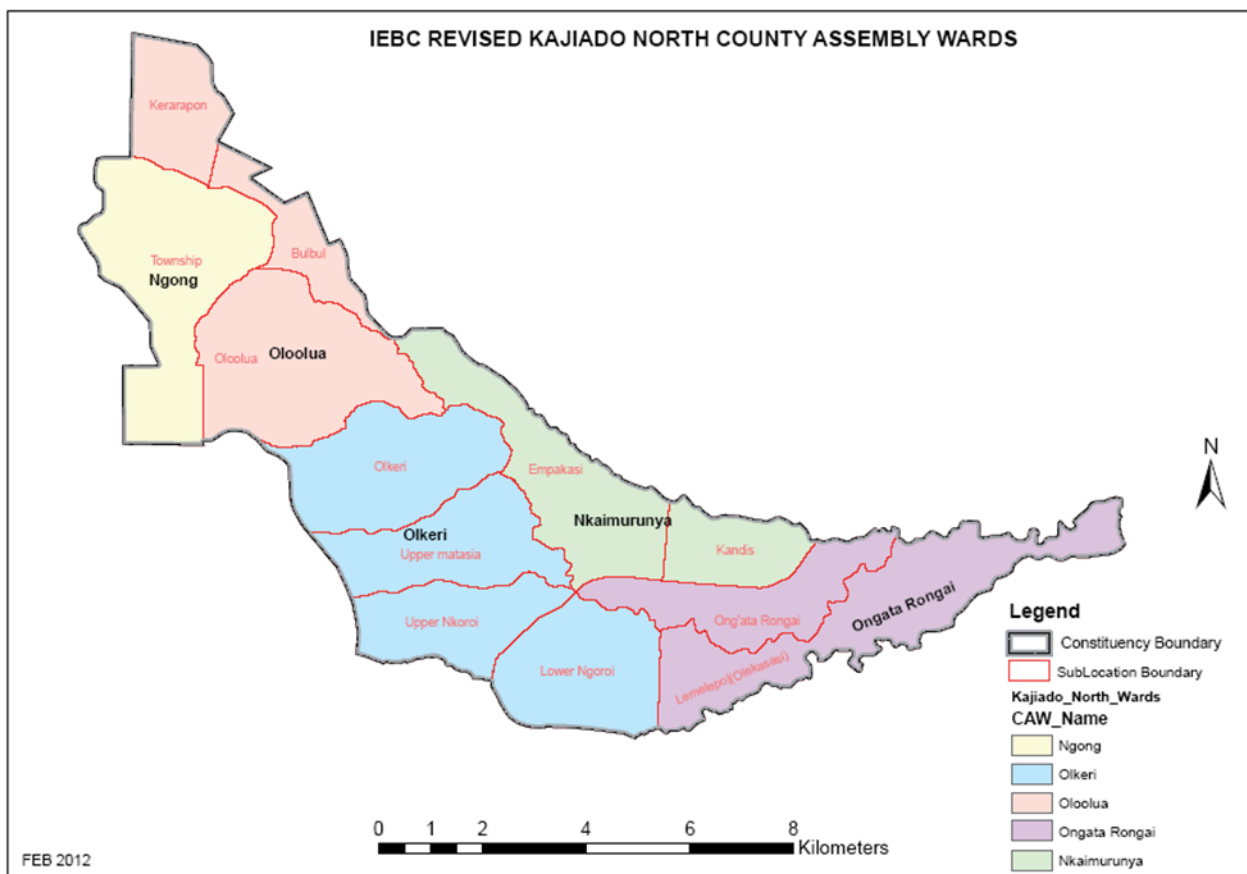 IEBC REVISED KAJIADO NORTH COUNTY ASSEMBLY WARDS
Kerarapon
Bulbul
Township
Ngong
Oloolua
Oloolua
Olkeri
Empakasi
Nkaimurunya
Olkeri
Upper matasia
Kandis
Upper Nkoroi
Ong'ata Rongai
Ongata Rongai
Lower Ngoroi
Lemelepo(Olekasasi)
N
Legend
Constituency Boundary
SubLocation Boundary
Kajiado_North_Wards
CAW_Name
Ngong
Olkeri
Oloolua
Ongata Rongai
Nkaimurunya
0 1 2 4 6 8
Kilometers
FEB 2012